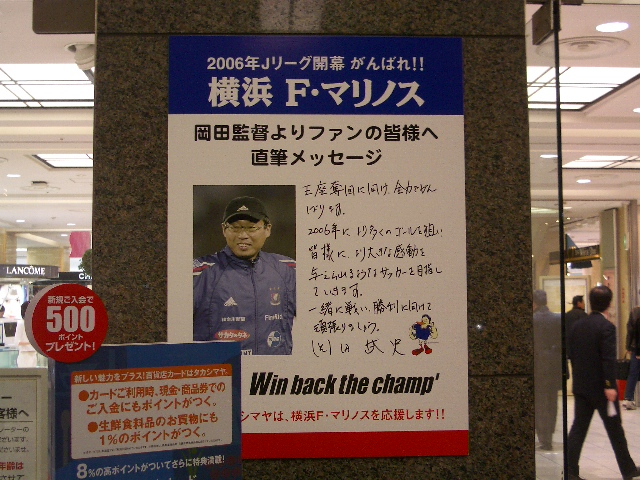 2006年Jリーグ開幕 がんばれ!!
横浜 F・マリノス
岡田監督よりファンの皆様へ
直筆メッセージ
王座奪回に向け、全力でがん
ばります。
2006年に、より多くのゴールを狙い
皆様に、より大きな感動を
与えられるようなサッカーを目指し
ていきます。
一緒に戦い、勝利に向けて
頑張りましょう。
Win back the champ'
シマヤは、横浜F・マリノスを応援します!!
LANCÔME
新規ご入会で
500
ポイント
プレゼント!
新しい魅力をプラス!百貨店カードはタカシマヤ。
●カードご利用時、現金・商品券での
ご入会にもポイントがつく。
●生鮮食料品のお買物にも
1%のポイントがつく。
8%の高ポイントがついてさらに特典満載!
客様へ